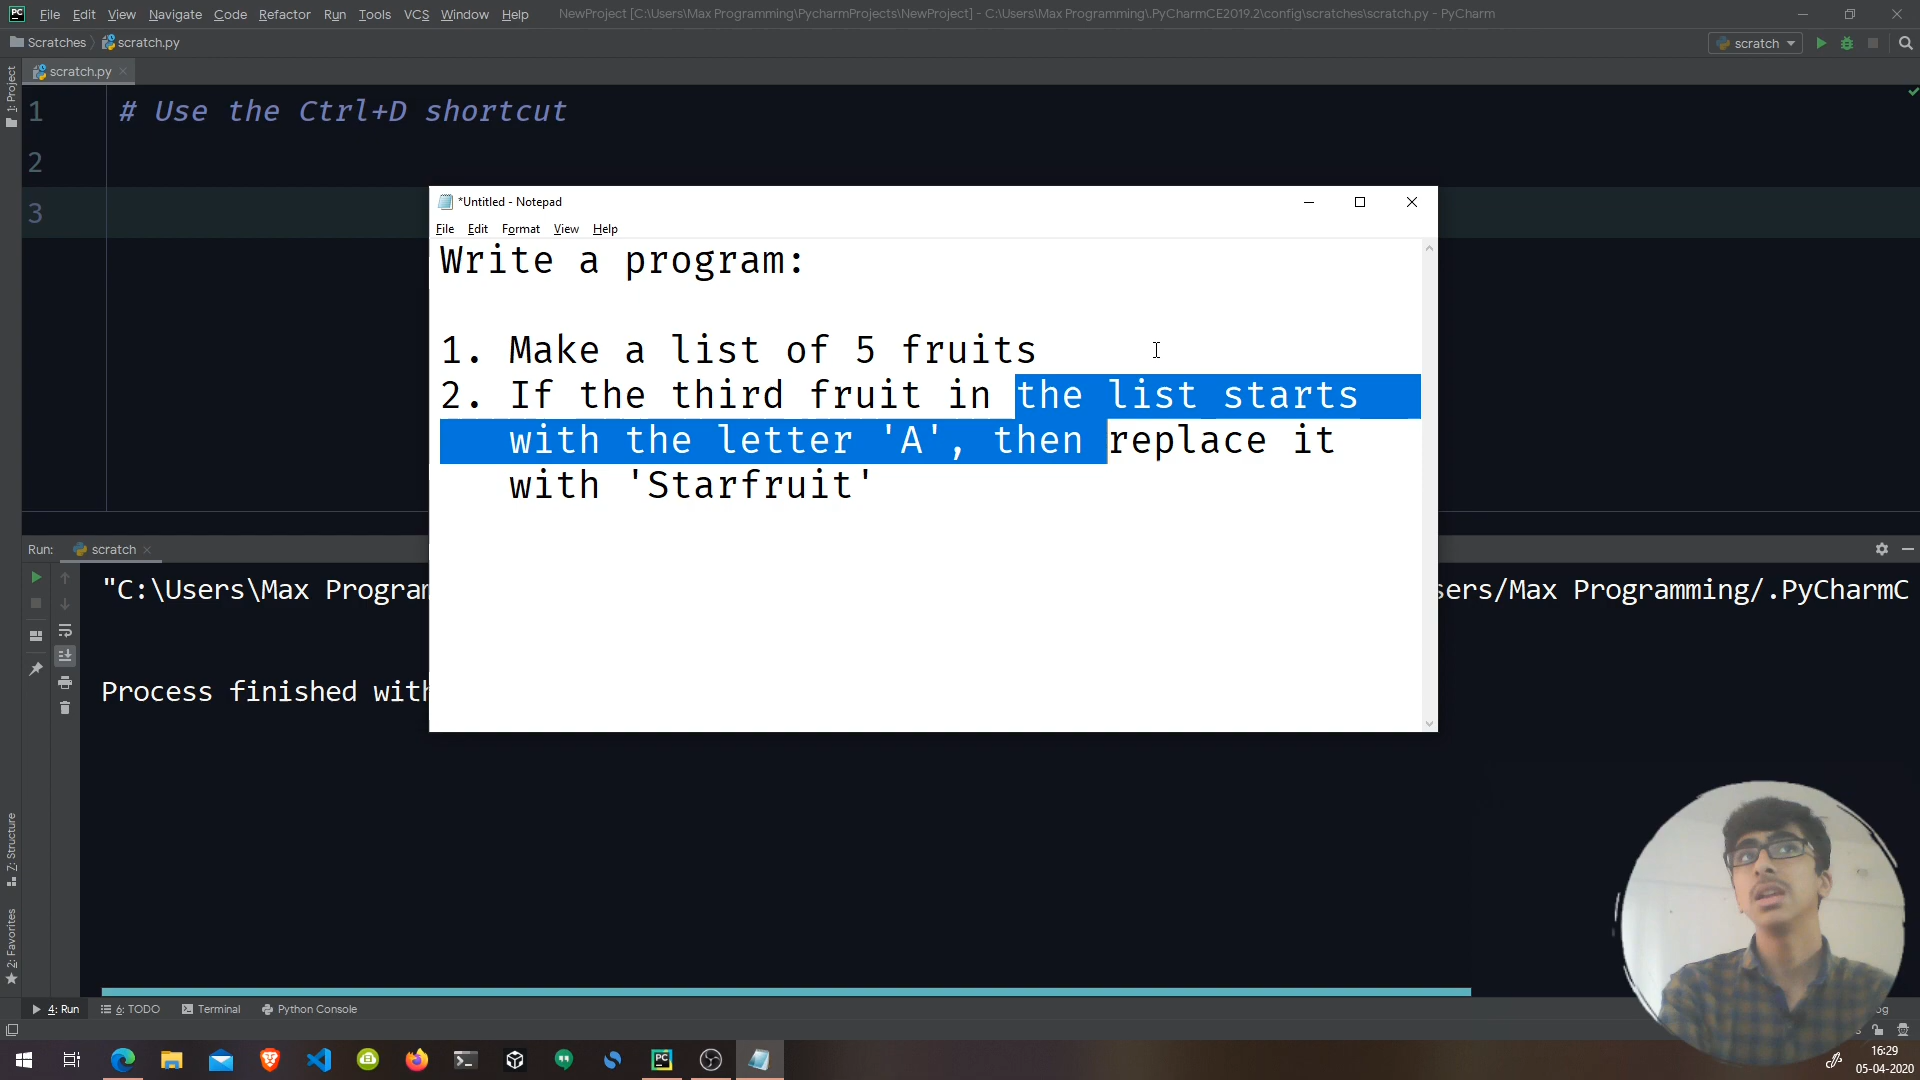 File Edit View Navigate Code Refactor Run Tools VCS Window Help NewProject [C:\Users\Max Programming\PycharmProjects\NewProject] - C:\Users\Max Programming\.PyCharmCE2019.2\config\scratches\scratch.py - PyCharm
Scratches scratch.py scratch
scratch.py
1: Project
1 # Use the Ctrl+D shortcut
2
3
*Untitled - Notepad
File Edit Format View Help
Write a program:
1. Make a list of 5 fruits
2. If the third fruit in the list starts
with the letter 'A', then replace it
with 'Starfruit'
Run: scratch
"C:\Users\Max Program
sers/Max Programming/.PyCharmC
Process finished with
Z: Structure
2: Favorites
4: Run 6: TODO Terminal Python Console
16:29
05-04-2020